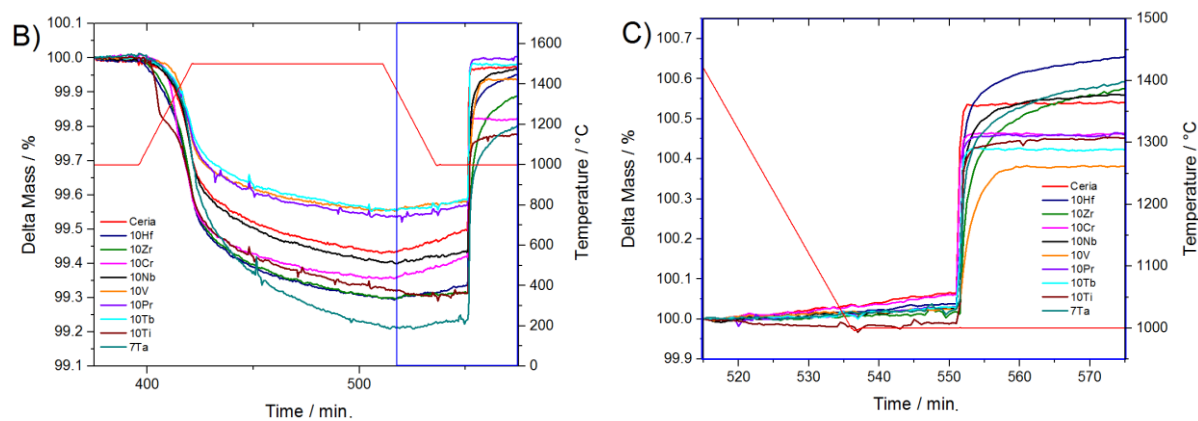 B)
100.1
100.0
99.9
99.8
99.7
99.6
99.5
99.4
99.3
99.2
99.1
Delta Mass / %
Ceria
10Hf
10Zr
10Cr
10Nb
10V
10Pr
10Tb
10Ti
7Ta
400
500
Time / min.
1600
1400
1200
1000
800
600
400
200
0
Temperature / °C
C)
100.7
100.6
100.5
100.4
100.3
100.2
100.1
100.0
99.9
Delta Mass / %
Ceria
10Hf
10Zr
10Cr
10Nb
10V
10Pr
10Tb
10Ti
7Ta
520
530
540
550
560
570
Time / min.
1500
1400
1300
1200
1100
1000
Temperature / °C